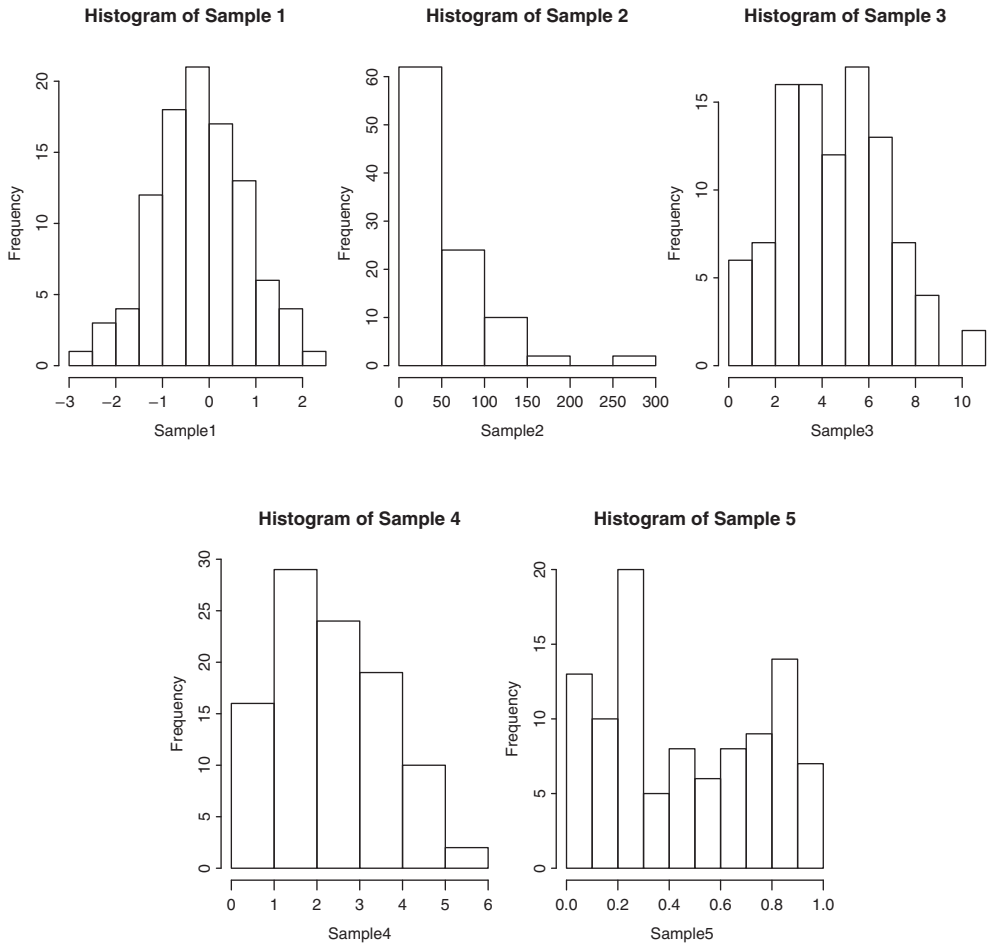 Histogram of Sample 1
Frequency
0 5 10 15 20
−3 −2 −1 0 1 2
Sample1
Histogram of Sample 2
Frequency
0 10 20 30 40 50 60
0 50 100 150 200 250 300
Sample2
Histogram of Sample 3
Frequency
0 5 10 15
0 2 4 6 8 10
Sample3
Histogram of Sample 4
Frequency
0 5 10 15 20 25 30
0 1 2 3 4 5 6
Sample4
Histogram of Sample 5
Frequency
0 5 10 15 20
0.0 0.2 0.4 0.6 0.8 1.0
Sample5